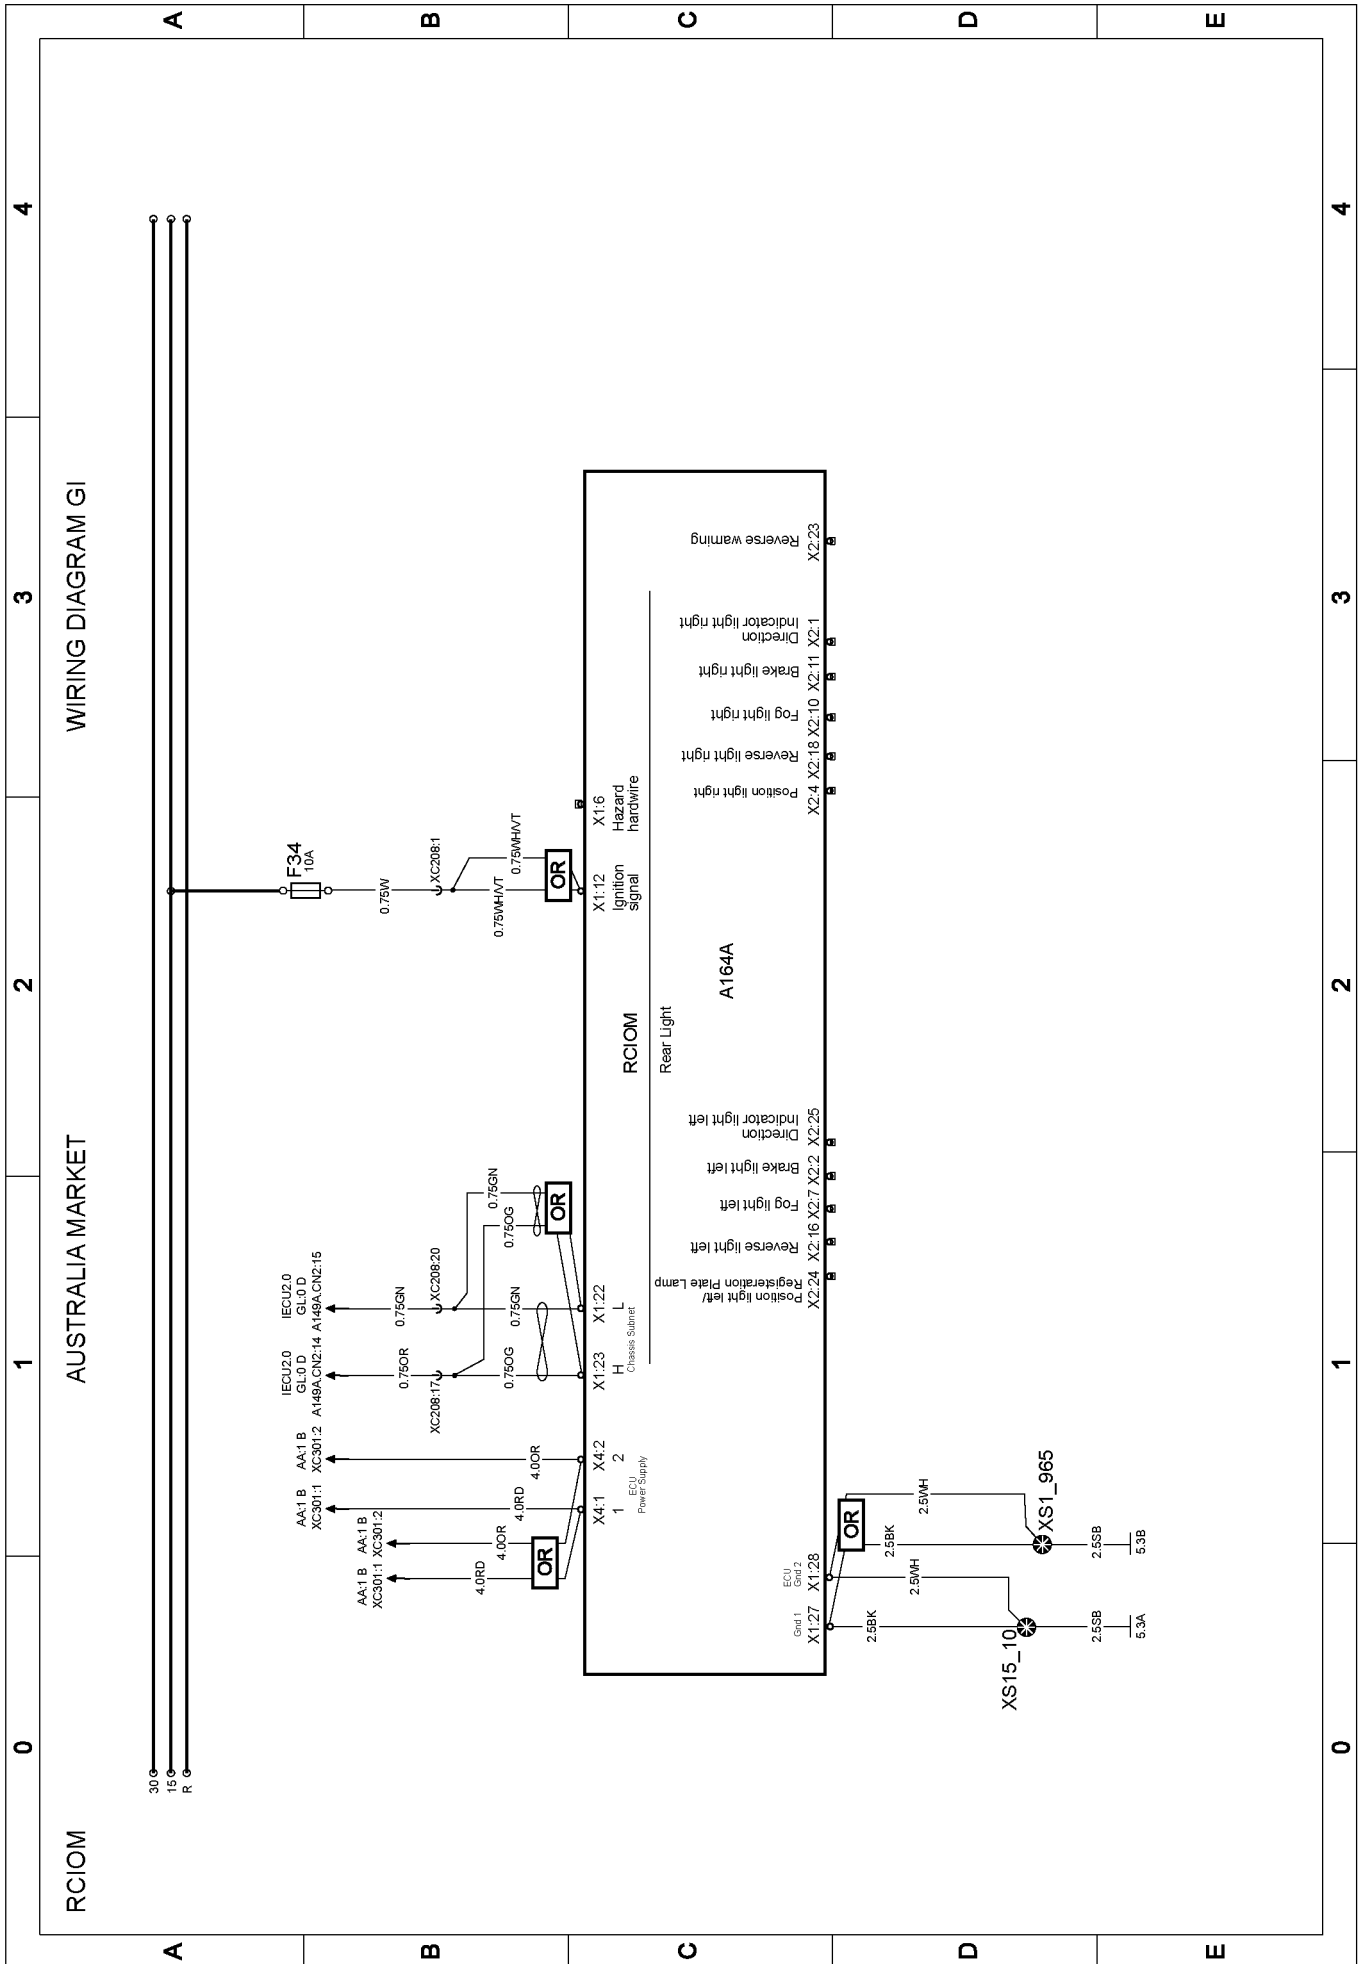 RCIOM
AUSTRALIA MARKET
WIRING DIAGRAM GI
0
1
2
3
4
A
B
C
D
E
30
15
R
F34
10A
IECU2.0
GL:0 D
A149A.CN2:14
IECU2.0
GL:0 D
A149A.CN2:15
AA:1 B
XC301:1
AA:1 B
XC301:2
AA:1 B
XC301:1
AA:1 B
XC301:2
0.75OR
0.75GN
0.75W
XC208:17
XC208:20
XC208:1
4.0RD
4.0OR
4.0RD
4.0OR
0.75OG
0.75GN
0.75OG
0.75GN
0.75WH/VT
0.75WH/VT
OR
OR
OR
X4:1
X4:2
X1:23
X1:22
X1:12
X1:6
1
2
H
L
Ignition
signal
Hazard
hardwire
ECU
Power Supply
Chassis Subnet
RCIOM
Rear Light
A164A
Position light left/
Registeration Plate Lamp
Reverse light left
Fog light left
Brake light left
Direction
Indicator light left
Position light right
Reverse light right
Fog light right
Brake light right
Direction
Indicator light right
Reverse warning
ECU
Gnd 1
Gnd 2
X1:27
X1:28
X2:24
X2:16
X2:7
X2:2
X2:25
X2:4
X2:18
X2:10
X2:11
X2:1
X2:23
OR
2.5BK
2.5WH
2.5BK
2.5WH
XS15_10
XS1_965
2.5SB
2.5SB
5.3A
5.3B
0
1
2
3
4
A
B
C
D
E